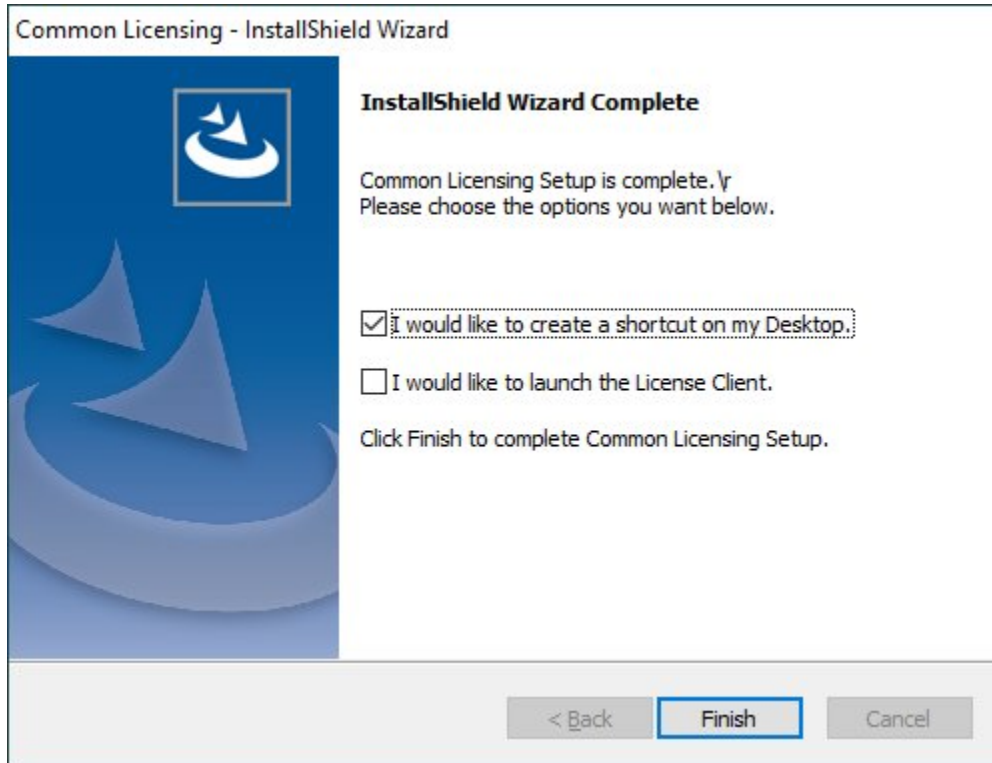 Common Licensing - InstallShield Wizard
InstallShield Wizard Complete
Common Licensing Setup is complete.\r
Please choose the options you want below.
I would like to create a shortcut on my Desktop.
I would like to launch the License Client.
Click Finish to complete Common Licensing Setup.
< Back
Finish
Cancel